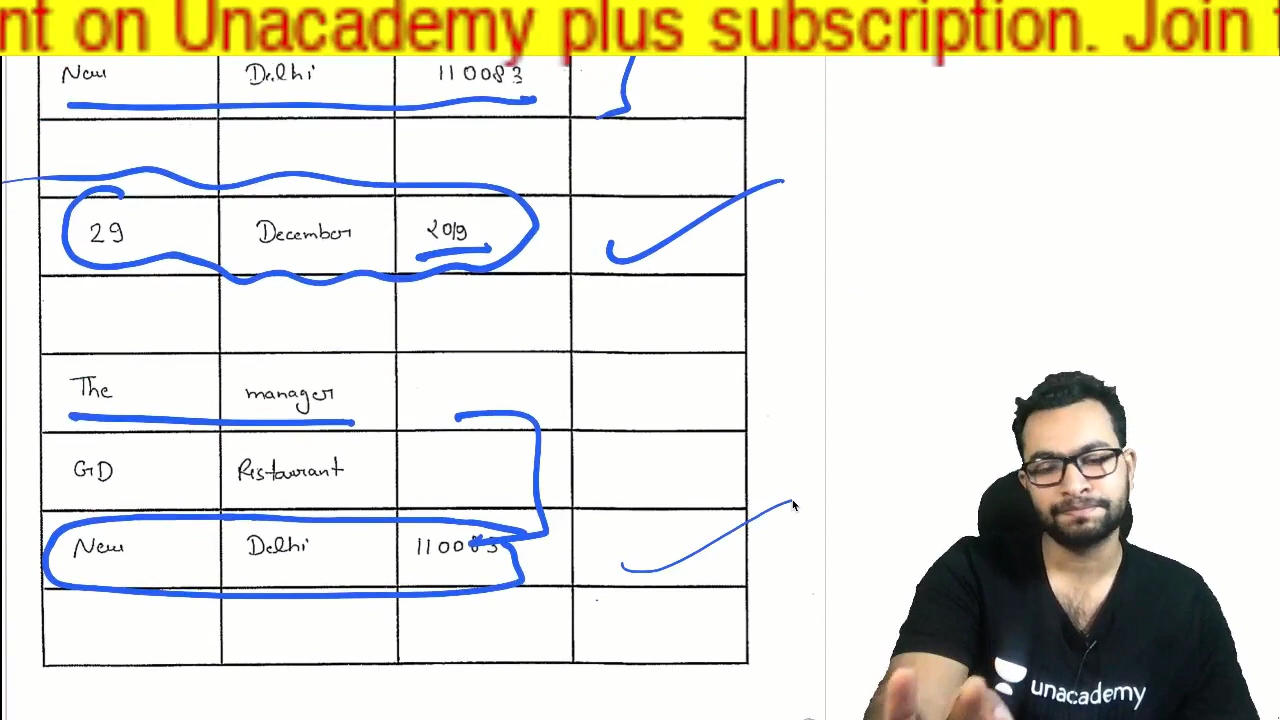 nt on Unacademy plus subscription. Join
New Delhi 110083
29 December 2019
The manager
GD Restaurant
New Delhi 110083
unacademy